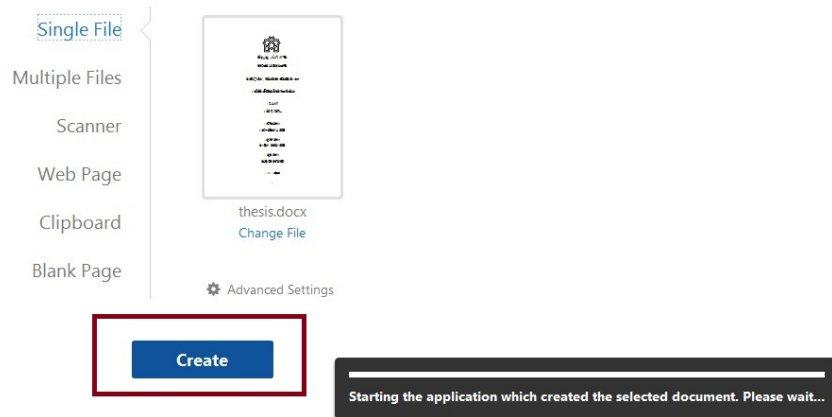 Single File
Multiple Files
Scanner
Web Page
Clipboard
Blank Page
thesis.docx
Change File
Advanced Settings
Create
Starting the application which created the selected document. Please wait...